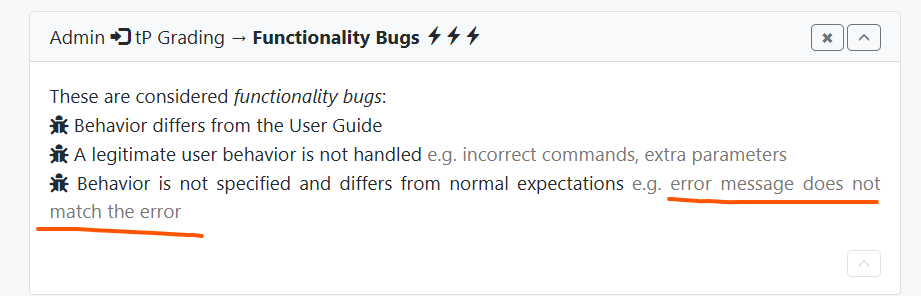 Admin tP Grading → Functionality Bugs
These are considered functionality bugs:
Behavior differs from the User Guide
A legitimate user behavior is not handled e.g. incorrect commands, extra parameters
Behavior is not specified and differs from normal expectations e.g. error message does not
match the error